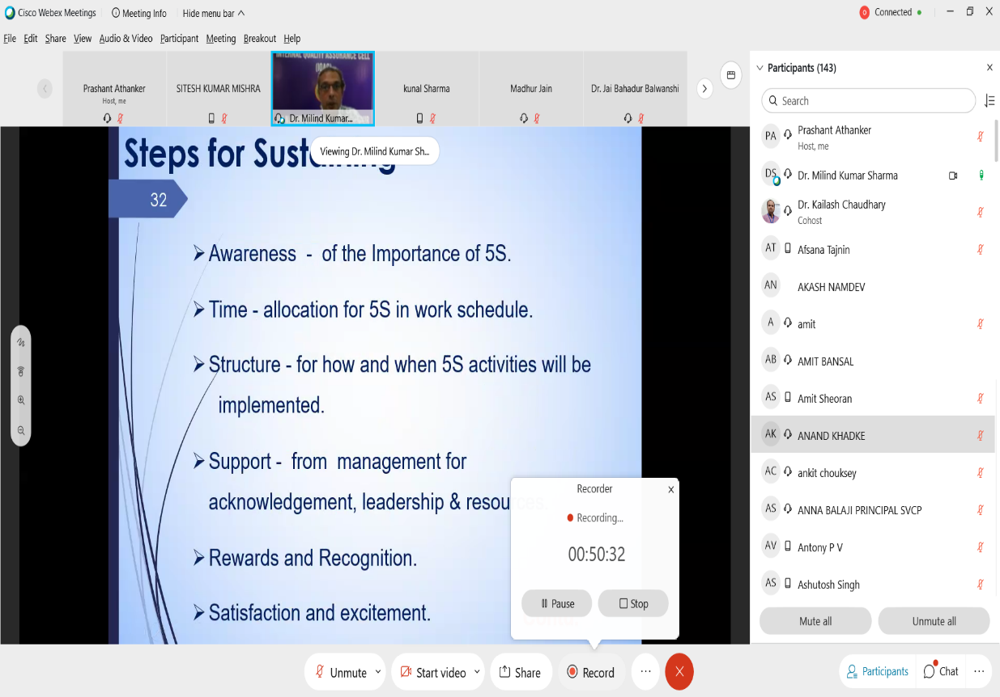 Cisco Webex Meetings
Meeting Info
Hide menu bar
Connected
File Edit Share View Audio & Video Participant Meeting Breakout Help
Prashant Athanker
Host, me
SITESH KUMAR MISHRA
INTERNAL QUALITY ASSURANCE CELL
(IQAC)
Dr. Milind Kumar...
kunal Sharma
Madhur Jain
Dr. Jai Bahadur Balwanshi
Viewing Dr. Milind Kumar Sh...
Steps for Sustaining
32
Awareness - of the Importance of 5S.
Time - allocation for 5S in work schedule.
Structure - for how and when 5S activities will be
implemented.
Support - from management for
acknowledgement, leadership & resources.
Rewards and Recognition.
Satisfaction and excitement.
Recorder
Recording...
00:50:32
Pause
Stop
Participants (143)
Search
PA
Prashant Athanker
Host, me
DS
Dr. Milind Kumar Sharma
Dr. Kailash Chaudhary
Cohost
AT
Afsana Tajnin
AN
AKASH NAMDEV
A
amit
AB
AMIT BANSAL
AS
Amit Sheoran
AK
ANAND KHADKE
AC
ankit chouksey
AS
ANNA BALAJI PRINCIPAL SVCP
AV
Antony P V
AS
Ashutosh Singh
Mute all
Unmute all
Unmute
Start video
Share
Record
Participants
Chat